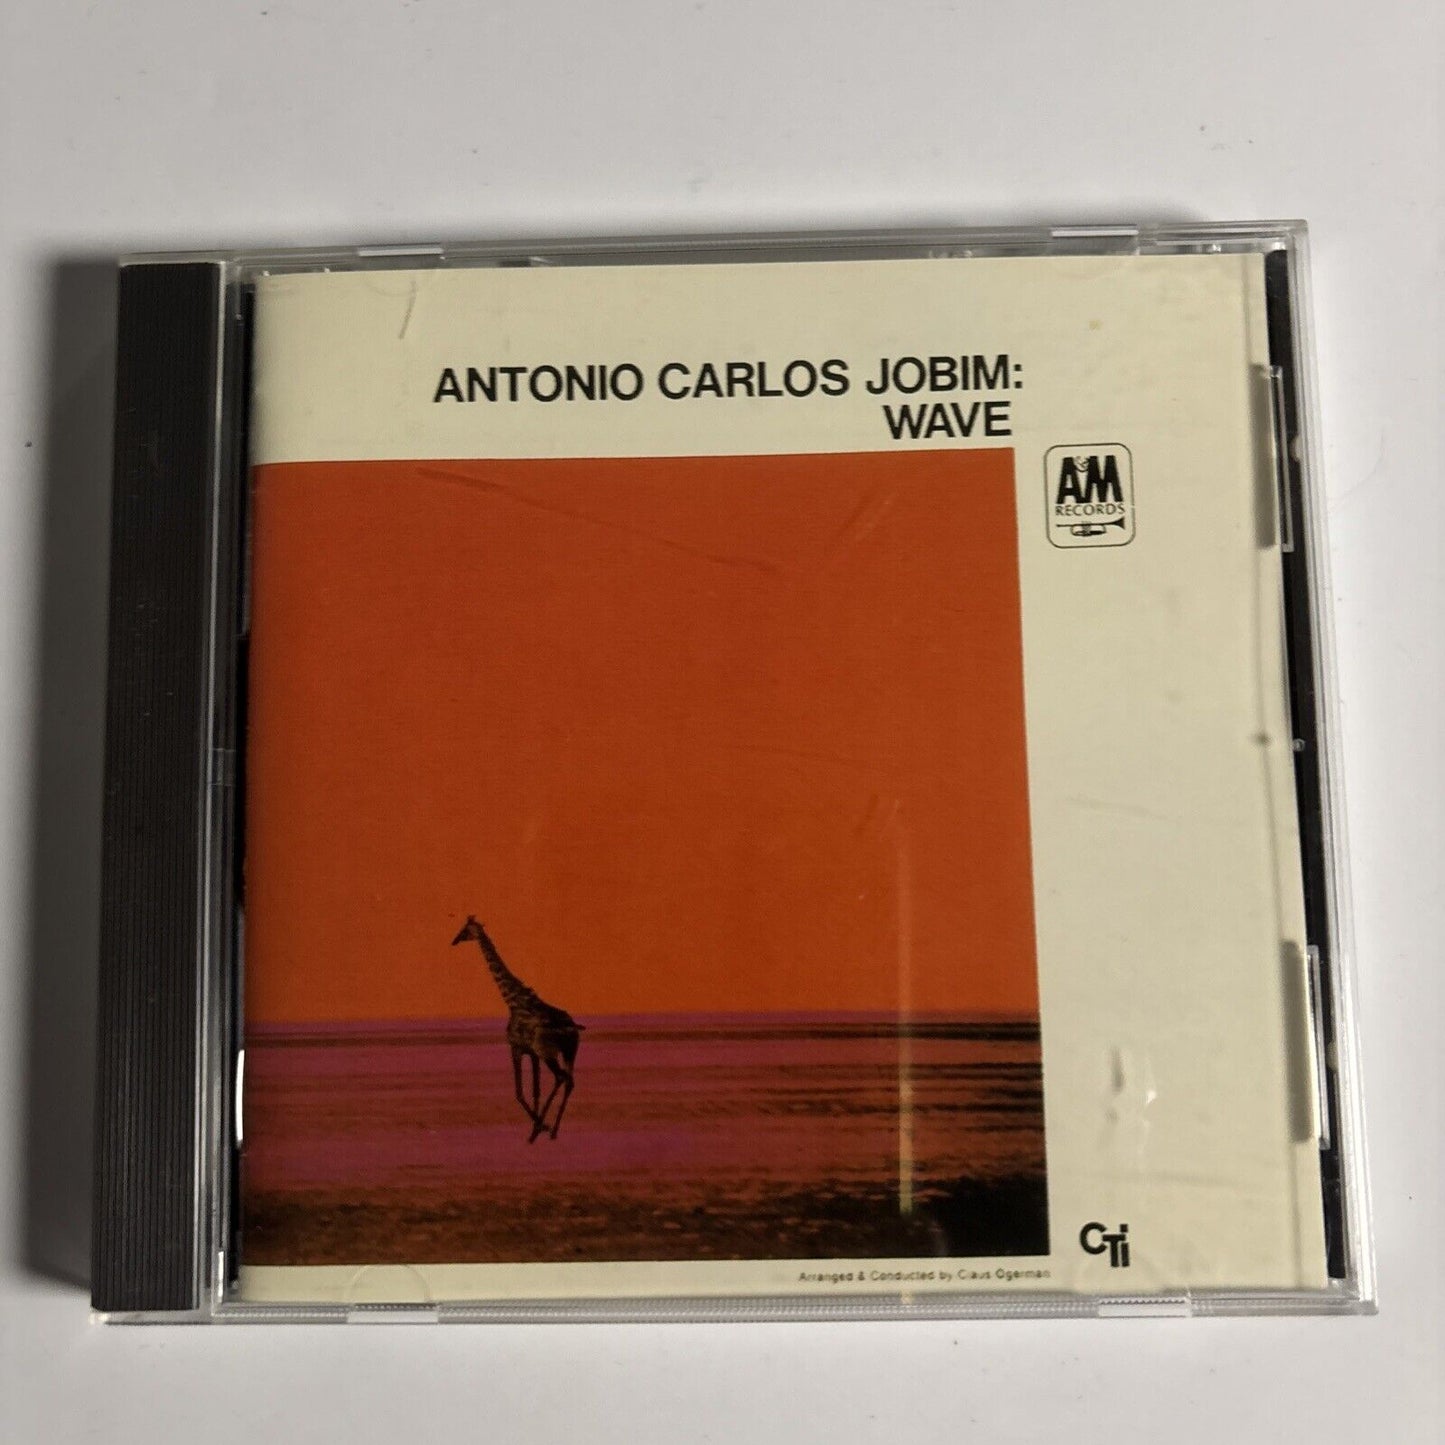 ANTONIO CARLOS JOBIM:
WAVE
A&M
RECORDS
CTi
Arranged & Conducted by Claus Ogerman